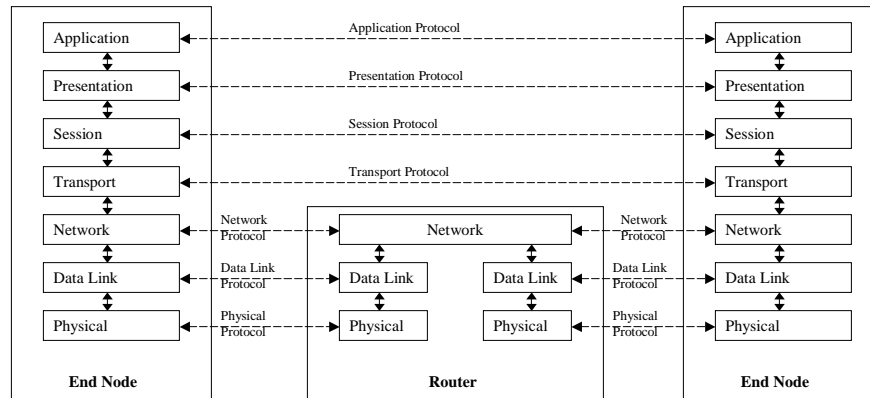 Application Application Protocol Application
Presentation Presentation Protocol Presentation
Session Session Protocol Session
Transport Transport Protocol Transport
Network Network Protocol Network Network Protocol Network
Data Link Data Link Protocol Data Link Data Link Data Link Protocol Data Link
Physical Physical Protocol Physical Physical Physical Protocol Physical
End Node Router End Node